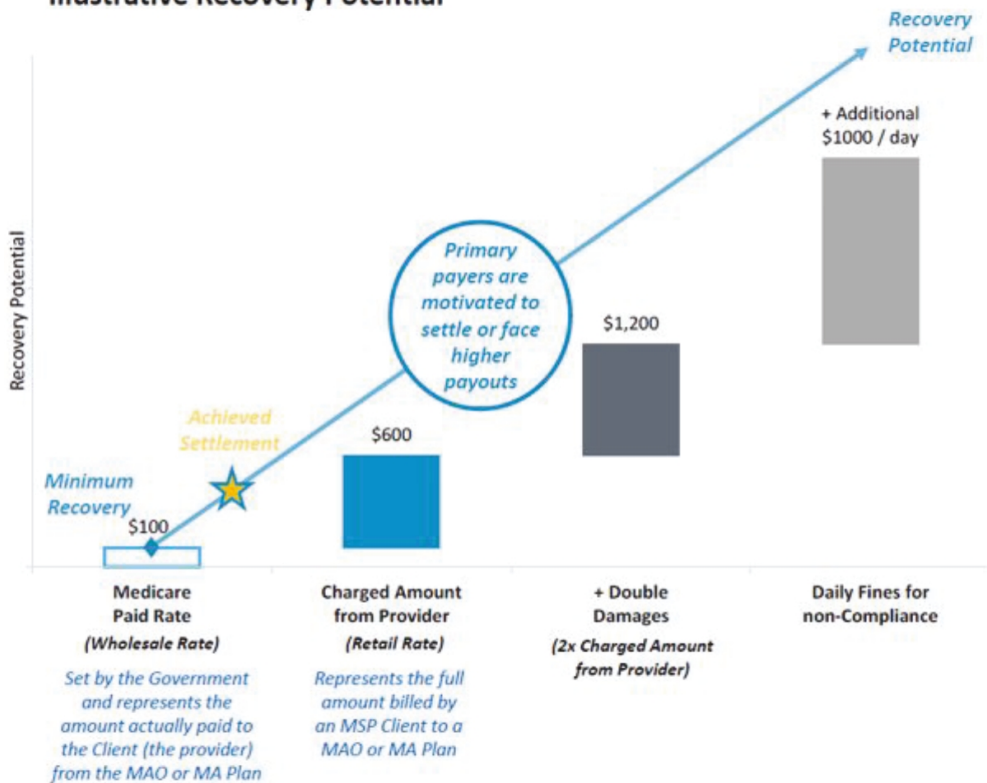 Illustrative Recovery Potential
Recovery
Potential
+ Additional
$1000 / day
Recovery Potential
Primary
payers are
motivated to
settle or face
higher
payouts
$1,200
Achieved
Settlement
$600
Minimum
Recovery
$100
Medicare
Paid Rate
(Wholesale Rate)
Set by the Government
and represents the
amount actually paid to
the Client (the provider)
from the MAO or MA Plan
Charged Amount
from Provider
(Retail Rate)
Represents the full
amount billed by
an MSP Client to a
MAO or MA Plan
+ Double
Damages
(2x Charged Amount
from Provider)
Daily Fines for
non-Compliance